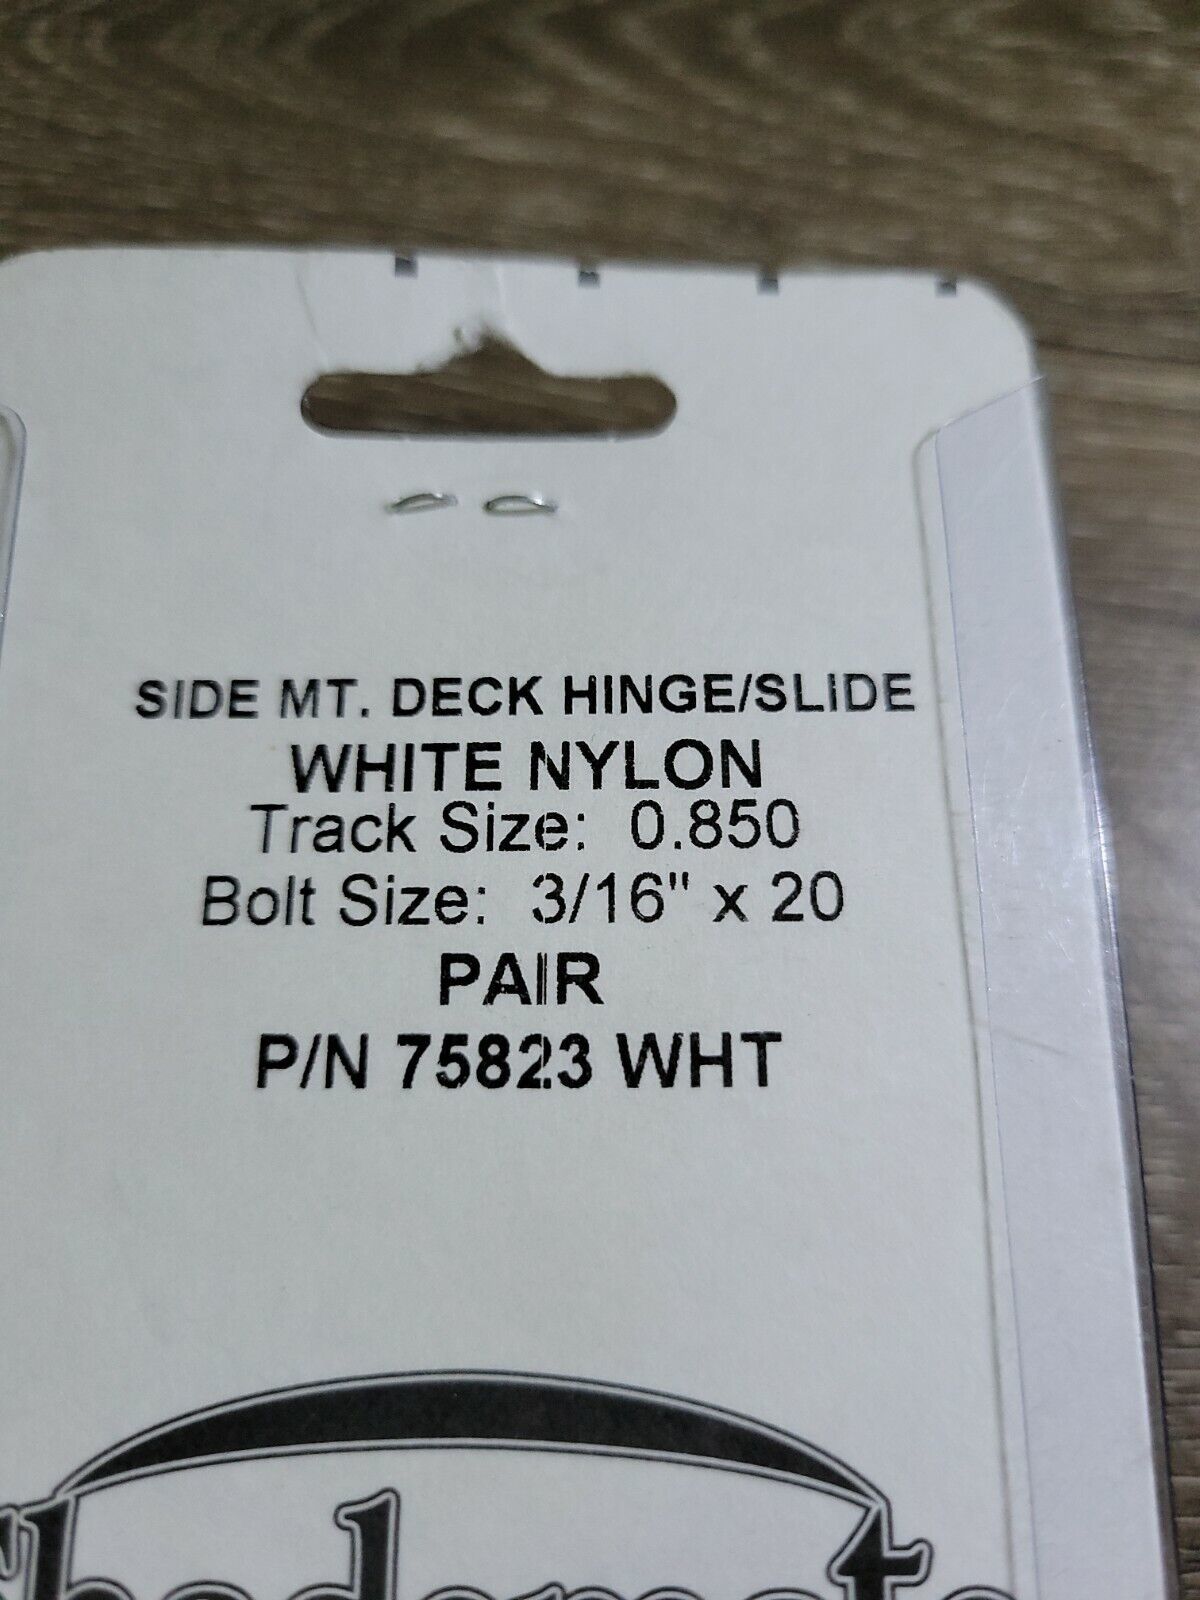 SIDE MT. DECK HINGE/SLIDE
WHITE NYLON
Track Size: 0.850
Bolt Size: 3/16" x 20
PAIR
P/N 75823 WHT